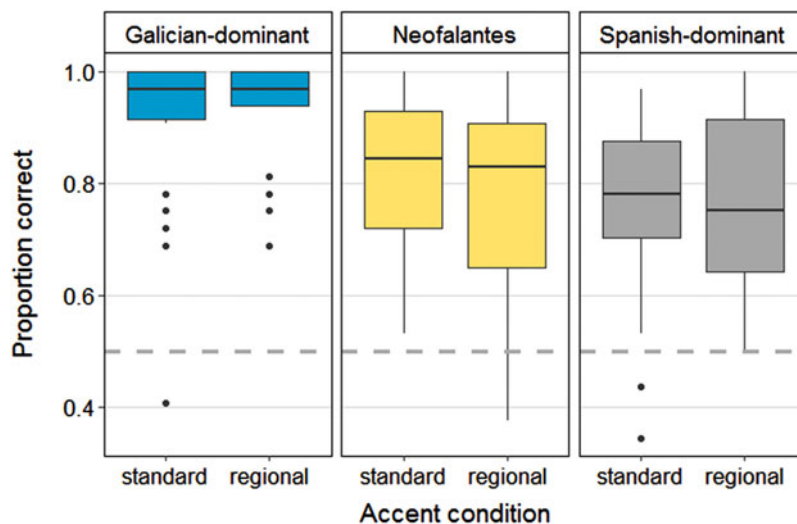 Galician-dominant Neofalantes Spanish-dominant
1.0
0.8
0.6
0.4
Proportion correct
standard regional standard regional standard regional
Accent condition